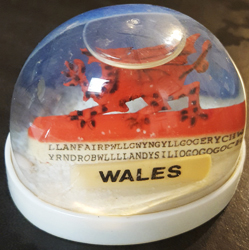 LLANFAIRPWLLGWYNGYLLGOGERYCHW
YRNDROBWLLLLANDYSILIOGOGOGOC
WALES